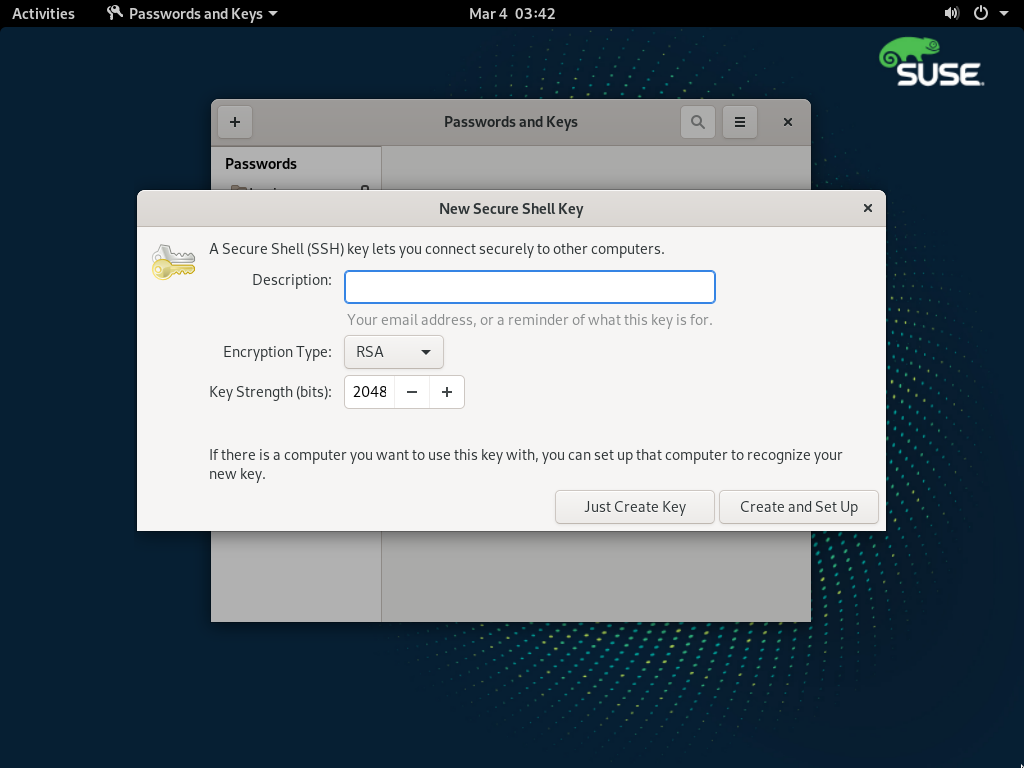 Activities Passwords and Keys Mar 4 03:42
SUSE
Passwords and Keys
Passwords
New Secure Shell Key
A Secure Shell (SSH) key lets you connect securely to other computers.
Description:
Your email address, or a reminder of what this key is for.
Encryption Type: RSA
Key Strength (bits): 2048
If there is a computer you want to use this key with, you can set up that computer to recognize your
new key.
Just Create Key Create and Set Up